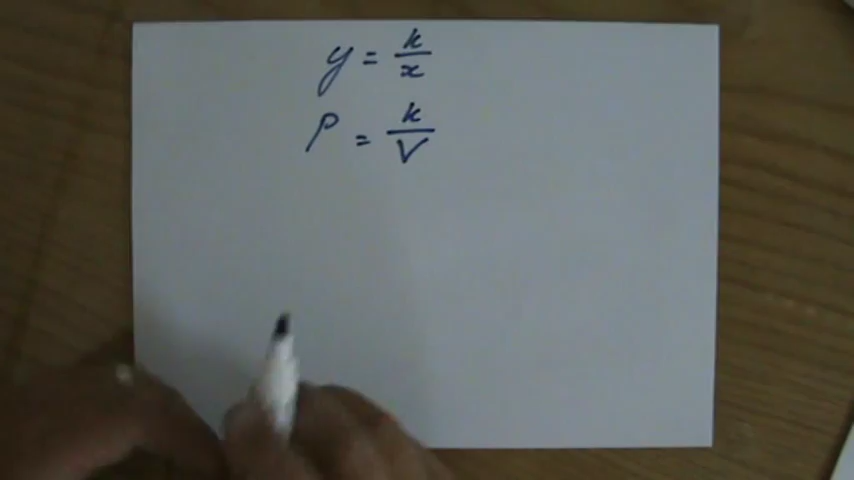 y = k/x
P = k/V